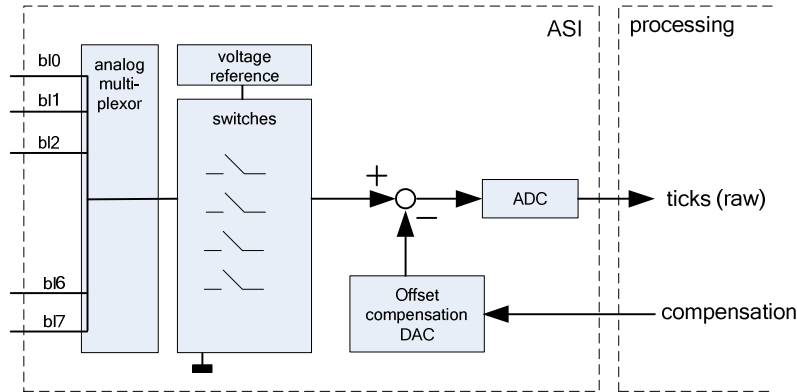 ASI
processing
bl0
bl1
bl2
bl6
bl7
analog
multi-
plexor
voltage
reference
switches
+
−
ADC
ticks (raw)
Offset
compensation
DAC
compensation